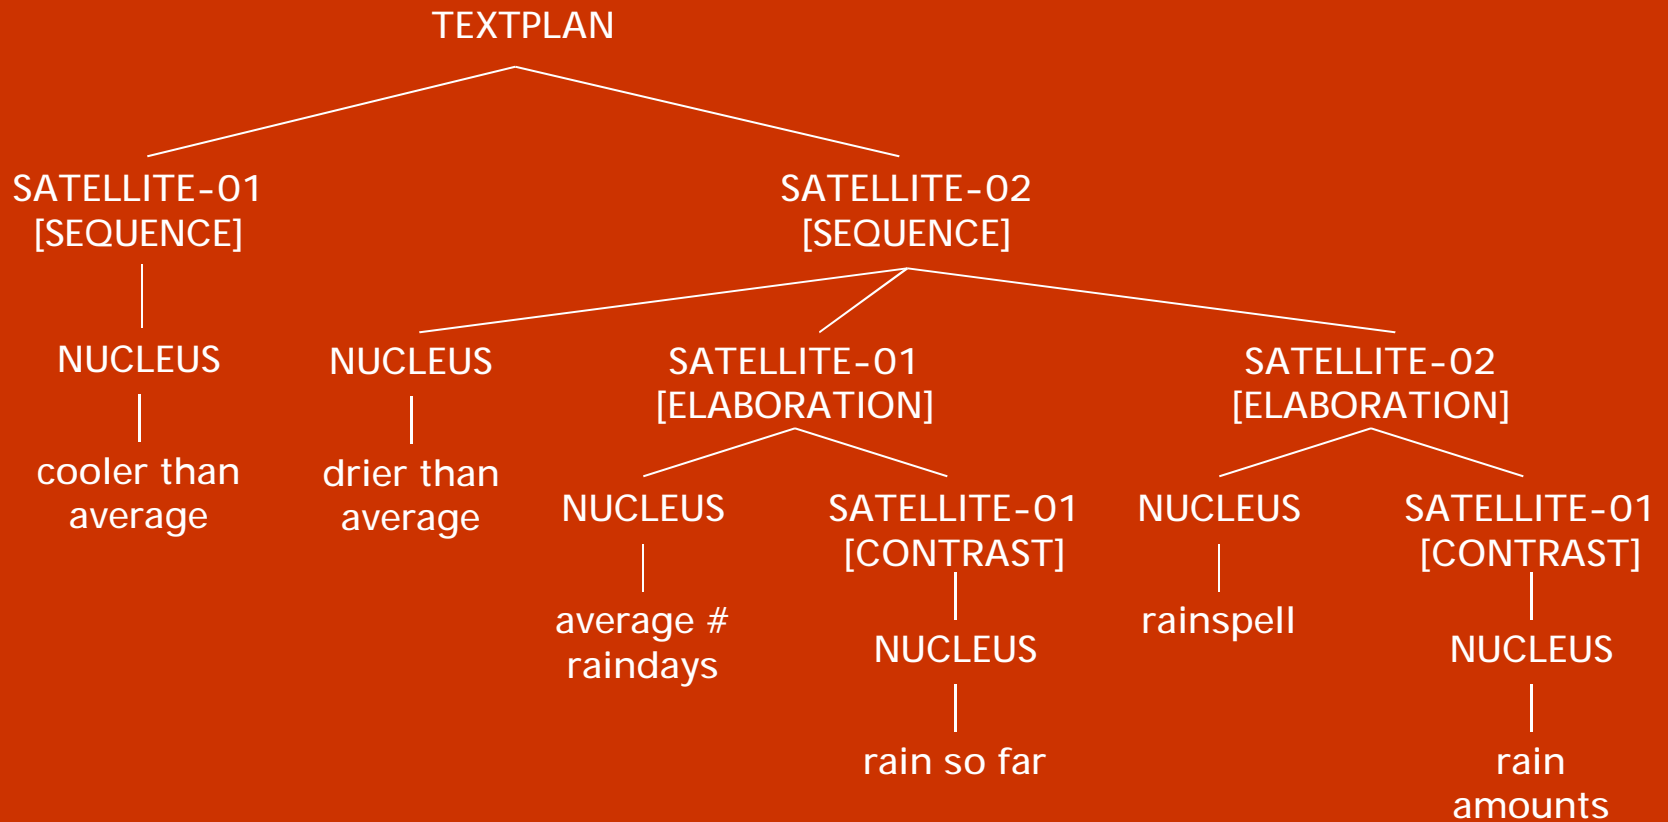 TEXTPLAN
SATELLITE-01
[SEQUENCE]
SATELLITE-02
[SEQUENCE]
NUCLEUS
NUCLEUS
SATELLITE-01
[ELABORATION]
SATELLITE-02
[ELABORATION]
cooler than
average
drier than
average
NUCLEUS
SATELLITE-01
[CONTRAST]
NUCLEUS
SATELLITE-01
[CONTRAST]
average #
raindays
NUCLEUS
rainspell
NUCLEUS
rain so far
rain
amounts